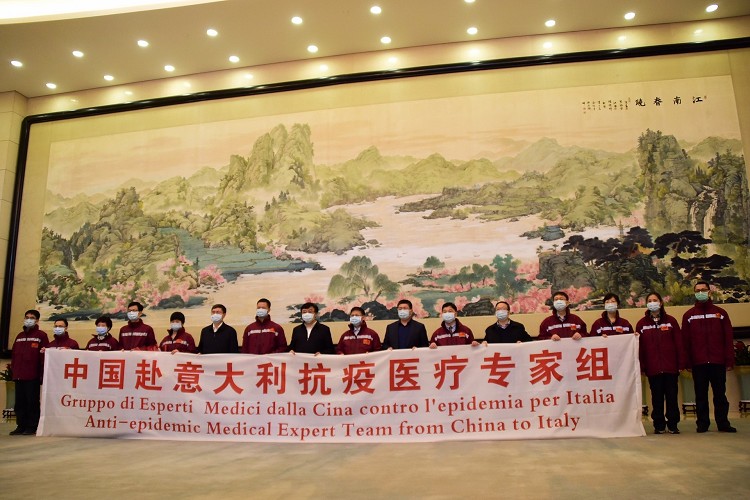 江南春晓
中国赴意大利抗疫医疗专家组
Gruppo di Esperti Medici dalla Cina contro l'epidemia per Italia
Anti-epidemic Medical Expert Team from China to Italy